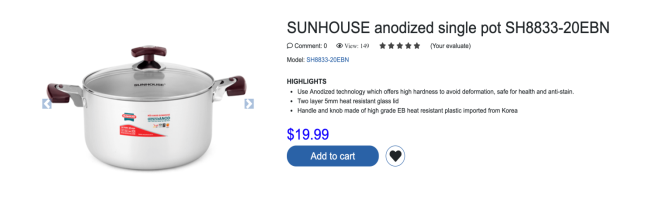 SUNHOUSE anodized single pot SH8833-20EBN
Comment: 0 View: 149 (Your evaluate)
Model: SH8833-20EBN
HIGHLIGHTS
Use Anodized technology which offers high hardness to avoid deformation, safe for health and anti-stain.
Two layer 5mm heat resistant glass lid
Handle and knob made of high grade EB heat resistant plastic imported from Korea
$19.99
Add to cart
SUNHOUSE